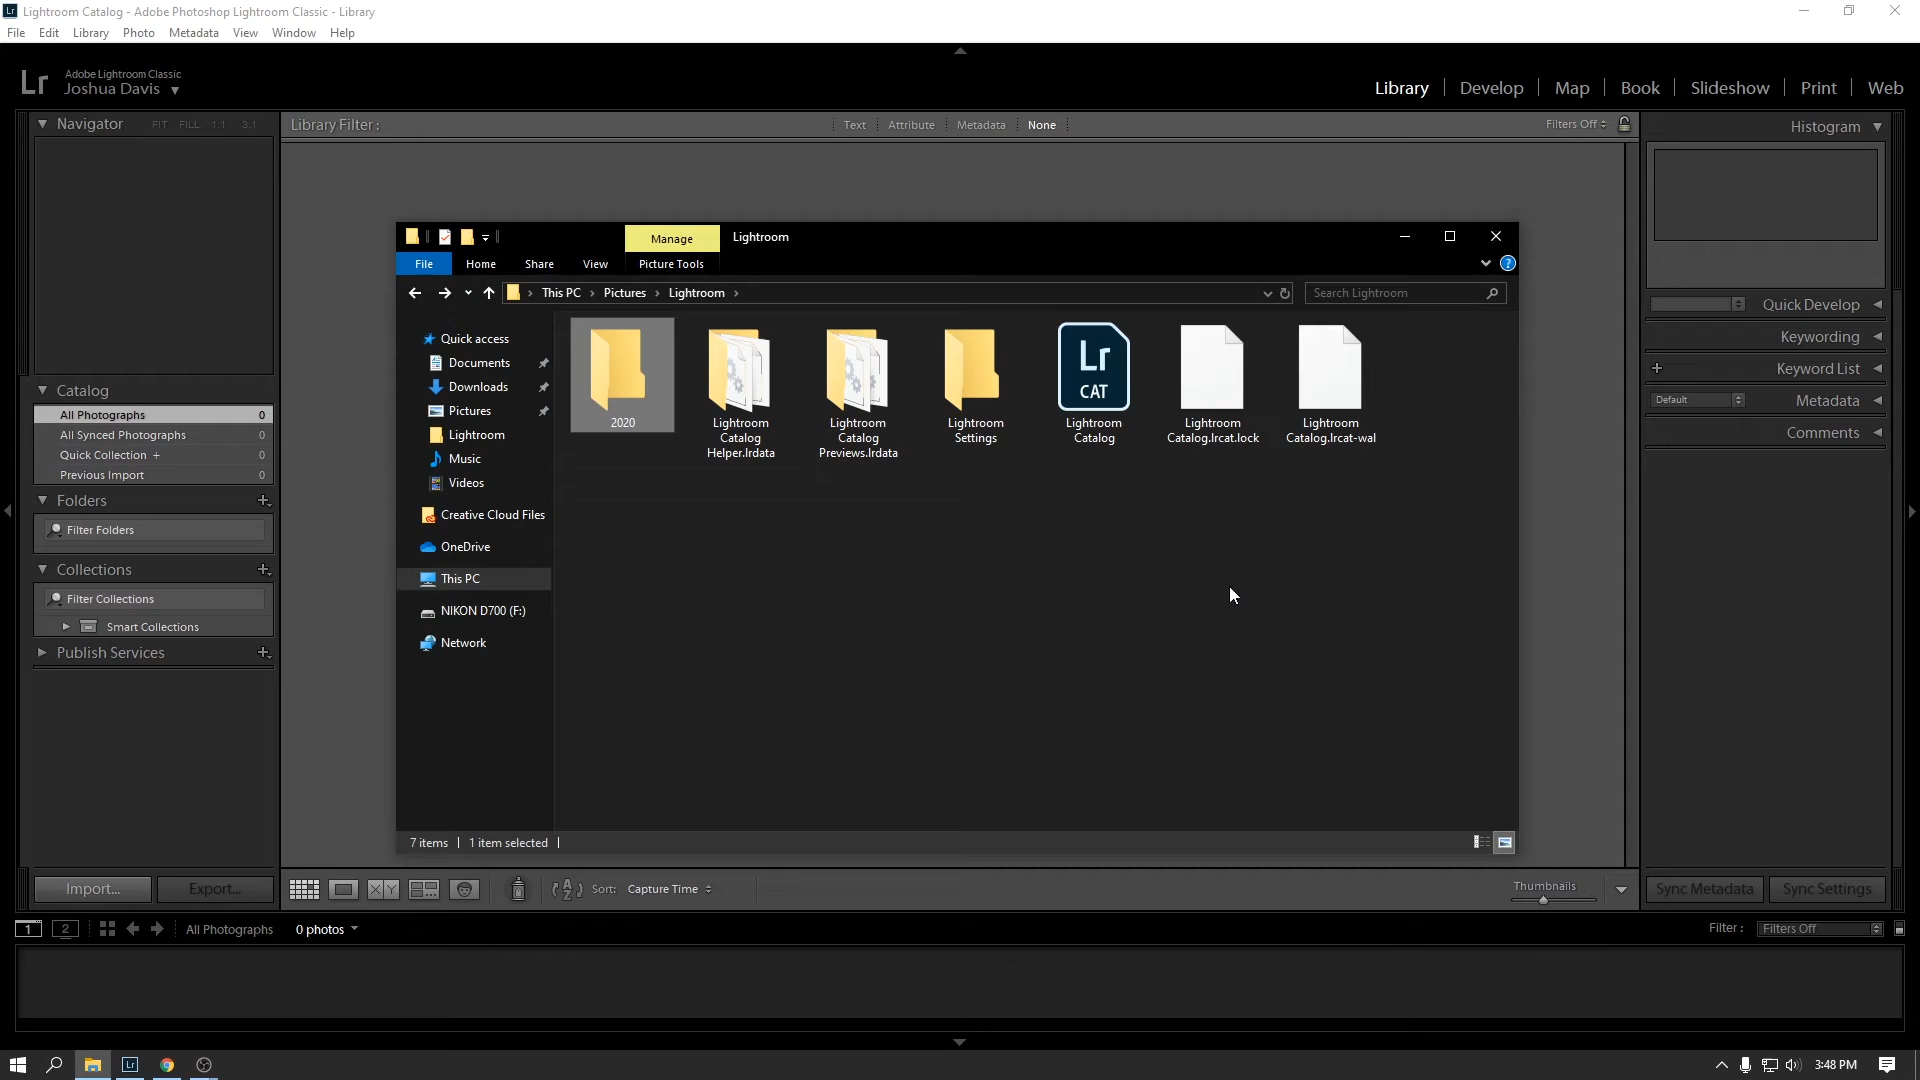 Lr Lightroom Catalog - Adobe Photoshop Lightroom Classic - Library
File Edit Library Photo Metadata View Window Help
Lr Adobe Lightroom Classic
Joshua Davis
Library Develop Map Book Slideshow Print Web
Navigator FIT FILL 1:1 3:1
Library Filter : Text Attribute Metadata None Filters Off
Histogram
Manage Lightroom
File Home Share View Picture Tools
This PC Pictures Lightroom Search Lightroom
Quick Develop
Keywording
Keyword List
Default Metadata
Comments
Catalog
All Photographs 0
All Synced Photographs 0
Quick Collection + 0
Previous Import 0
Folders
Filter Folders
Collections
Filter Collections
Smart Collections
Publish Services
Quick access
Documents
Downloads
Pictures
Lightroom
Music
Videos
Creative Cloud Files
OneDrive
This PC
NIKON D700 (F:)
Network
2020
Lightroom
Catalog
Helper.lrdata
Lightroom
Catalog
Previews.lrdata
Lightroom
Settings
Lr
CAT
Lightroom
Catalog
Lightroom
Catalog.lrcat.lock
Lightroom
Catalog.lrcat-wal
7 items 1 item selected
Import... Export...
XY
Sort: Capture Time
Thumbnails
Sync Metadata Sync Settings
1 2 All Photographs 0 photos
Filter : Filters Off
Lr
3:48 PM